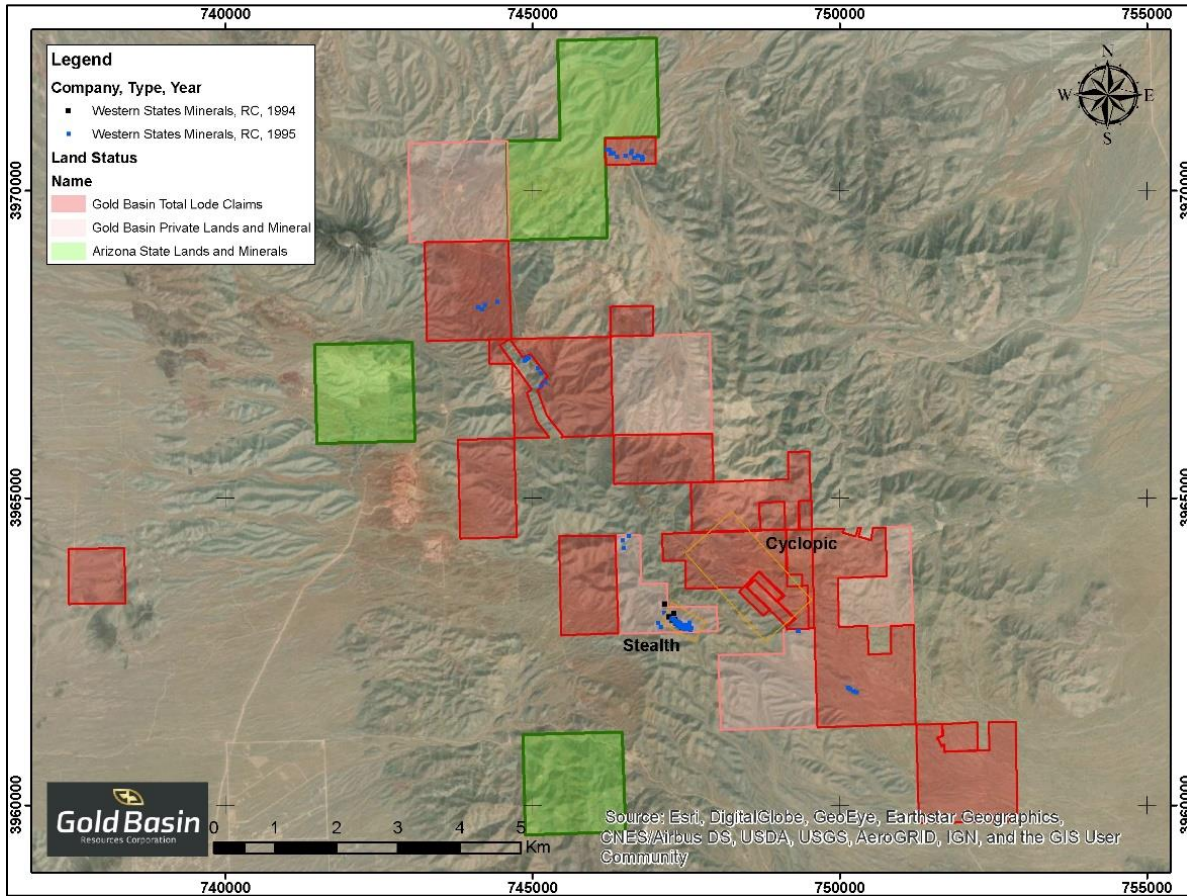 740000 745000 750000 755000
Legend
Company, Type, Year
Western States Minerals, RC, 1994
Western States Minerals, RC, 1995
Land Status
Name
Gold Basin Total Lode Claims
Gold Basin Private Lands and Mineral
Arizona State Lands and Minerals
N
W E
S
3970000 3970000
3965000 3965000
Cyclopic
Stealth
3960000 3960000
Gold Basin
Resources Corporation
0 1 2 3 4 5
Km
Source: Esri, DigitalGlobe, GeoEye, Earthstar Geographics,
CNES/Airbus DS, USDA, USGS, AeroGRID, IGN, and the GIS User
Community
740000 745000 750000 755000